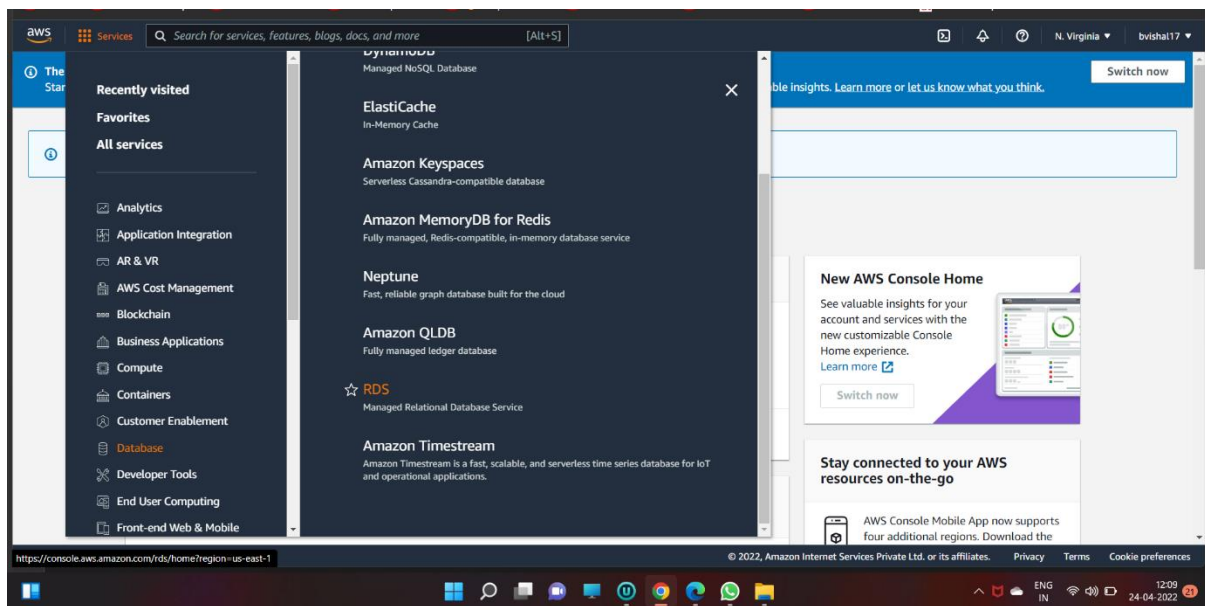 aws
Services
Search for services, features, blogs, docs, and more
[Alt+S]
N. Virginia ▼
bvishal17 ▼
The
Star
ble insights. Learn more or let us know what you think.
Switch now
Recently visited
Favorites
All services
Analytics
Application Integration
AR & VR
AWS Cost Management
Blockchain
Business Applications
Compute
Containers
Customer Enablement
Database
Developer Tools
End User Computing
Front-end Web & Mobile
DynamoDB
Managed NoSQL Database
ElastiCache
In-Memory Cache
Amazon Keyspaces
Serverless Cassandra-compatible database
Amazon MemoryDB for Redis
Fully managed, Redis-compatible, in-memory database service
Neptune
Fast, reliable graph database built for the cloud
Amazon QLDB
Fully managed ledger database
RDS
Managed Relational Database Service
Amazon Timestream
Amazon Timestream is a fast, scalable, and serverless time series database for IoT
and operational applications.
New AWS Console Home
See valuable insights for your
account and services with the
new customizable Console
Home experience.
Learn more
Switch now
Stay connected to your AWS
resources on-the-go
AWS Console Mobile App now supports
four additional regions. Download the
https://console.aws.amazon.com/rds/home?region=us-east-1
© 2022, Amazon Internet Services Private Ltd. or its affiliates.
Privacy
Terms
Cookie preferences
ENG
IN
12:09
24-04-2022
21